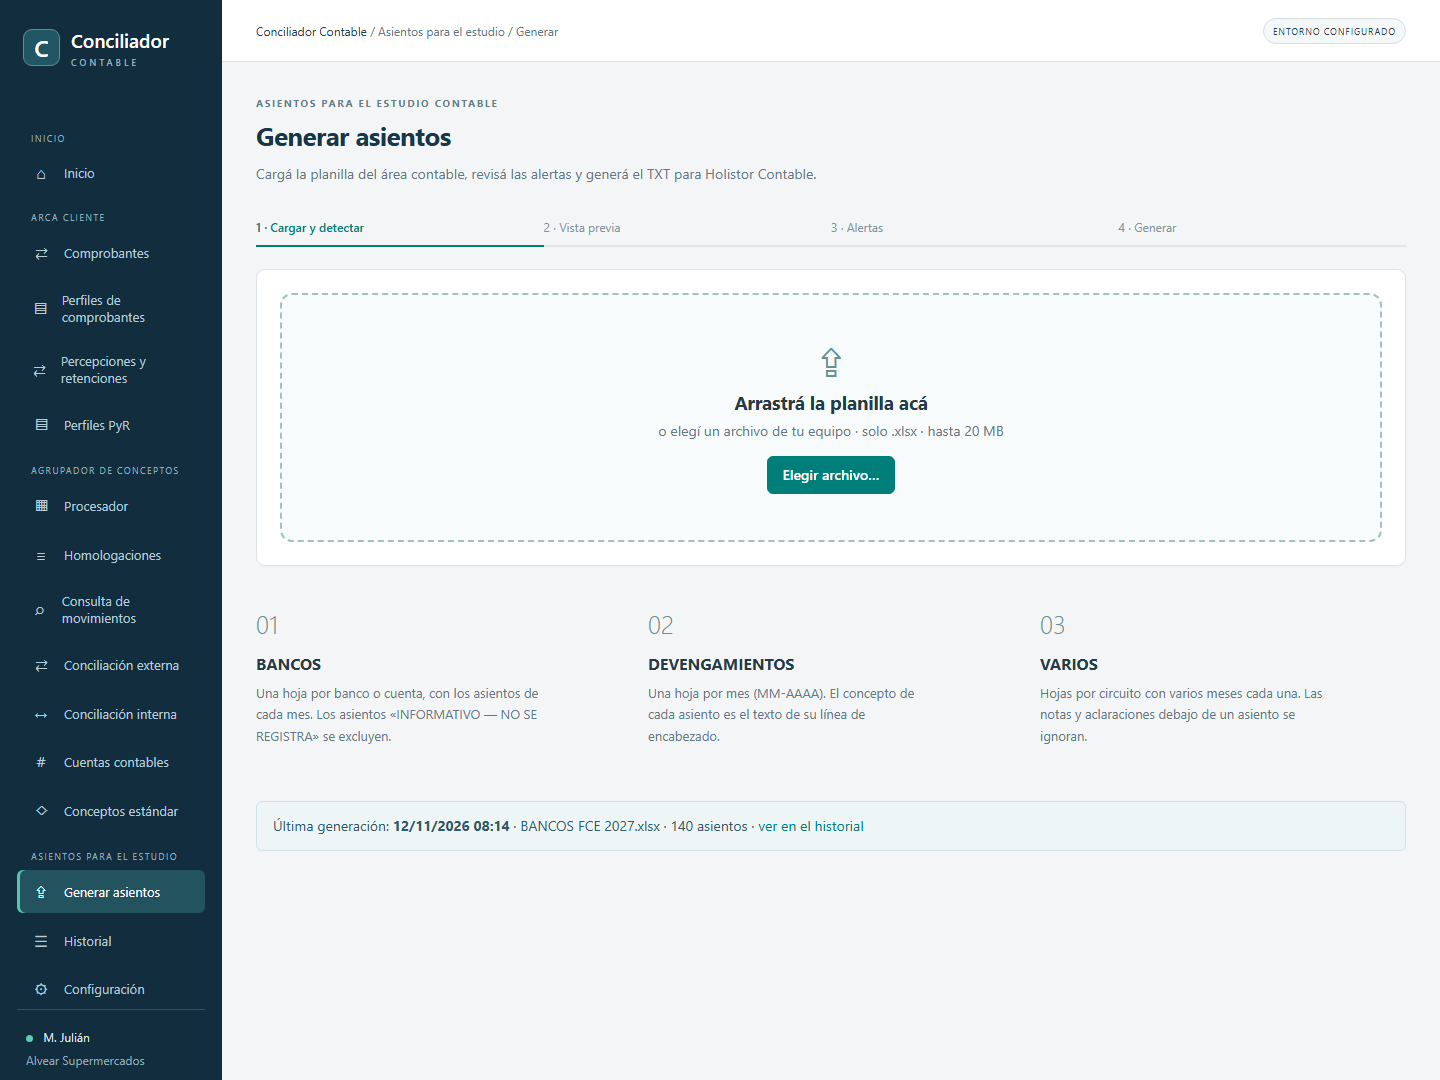 C
Conciliador
CONTABLE
INICIO
Inicio
ARCA CLIENTE
Comprobantes
Perfiles de
comprobantes
Percepciones y
retenciones
Perfiles PyR
AGRUPADOR DE CONCEPTOS
Procesador
Homologaciones
Consulta de
movimientos
Conciliación externa
Conciliación interna
# Cuentas contables
Conceptos estándar
ASIENTOS PARA EL ESTUDIO
Generar asientos
Historial
Configuración
M. Julián
Alvear Supermercados
Conciliador Contable / Asientos para el estudio / Generar
ENTORNO CONFIGURADO
ASIENTOS PARA EL ESTUDIO CONTABLE
Generar asientos
Cargá la planilla del área contable, revisá las alertas y generá el TXT para Holistor Contable.
1 · Cargar y detectar
2 · Vista previa
3 · Alertas
4 · Generar
Arrastrá la planilla acá
o elegí un archivo de tu equipo · solo .xlsx · hasta 20 MB
Elegir archivo...
01
BANCOS
Una hoja por banco o cuenta, con los asientos de
cada mes. Los asientos «INFORMATIVO — NO SE
REGISTRA» se excluyen.
02
DEVENGAMIENTOS
Una hoja por mes (MM-AAAA). El concepto de
cada asiento es el texto de su línea de
encabezado.
03
VARIOS
Hojas por circuito con varios meses cada una. Las
notas y aclaraciones debajo de un asiento se
ignoran.
Última generación: 12/11/2026 08:14 · BANCOS FCE 2027.xlsx · 140 asientos · ver en el historial